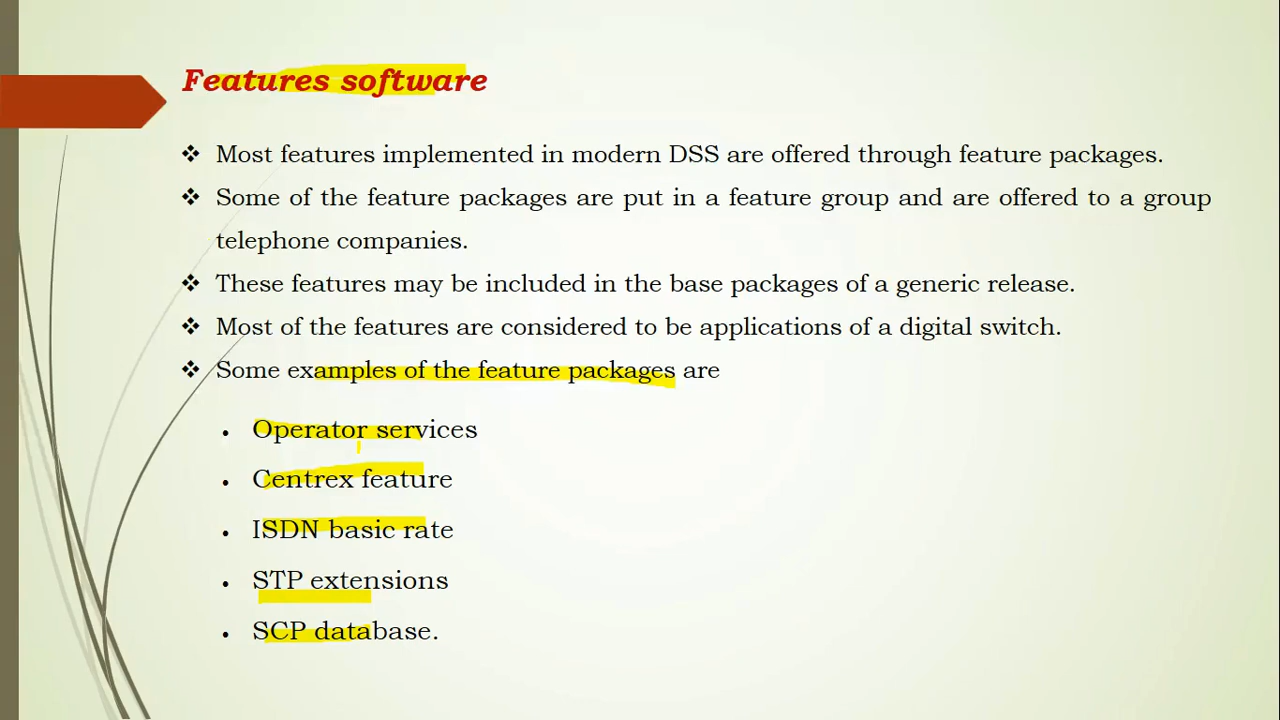 Features software
❖ Most features implemented in modern DSS are offered through feature packages.
❖ Some of the feature packages are put in a feature group and are offered to a group
telephone companies.
❖ These features may be included in the base packages of a generic release.
❖ Most of the features are considered to be applications of a digital switch.
❖ Some examples of the feature packages are
• Operator services
• Centrex feature
• ISDN basic rate
• STP extensions
• SCP database.